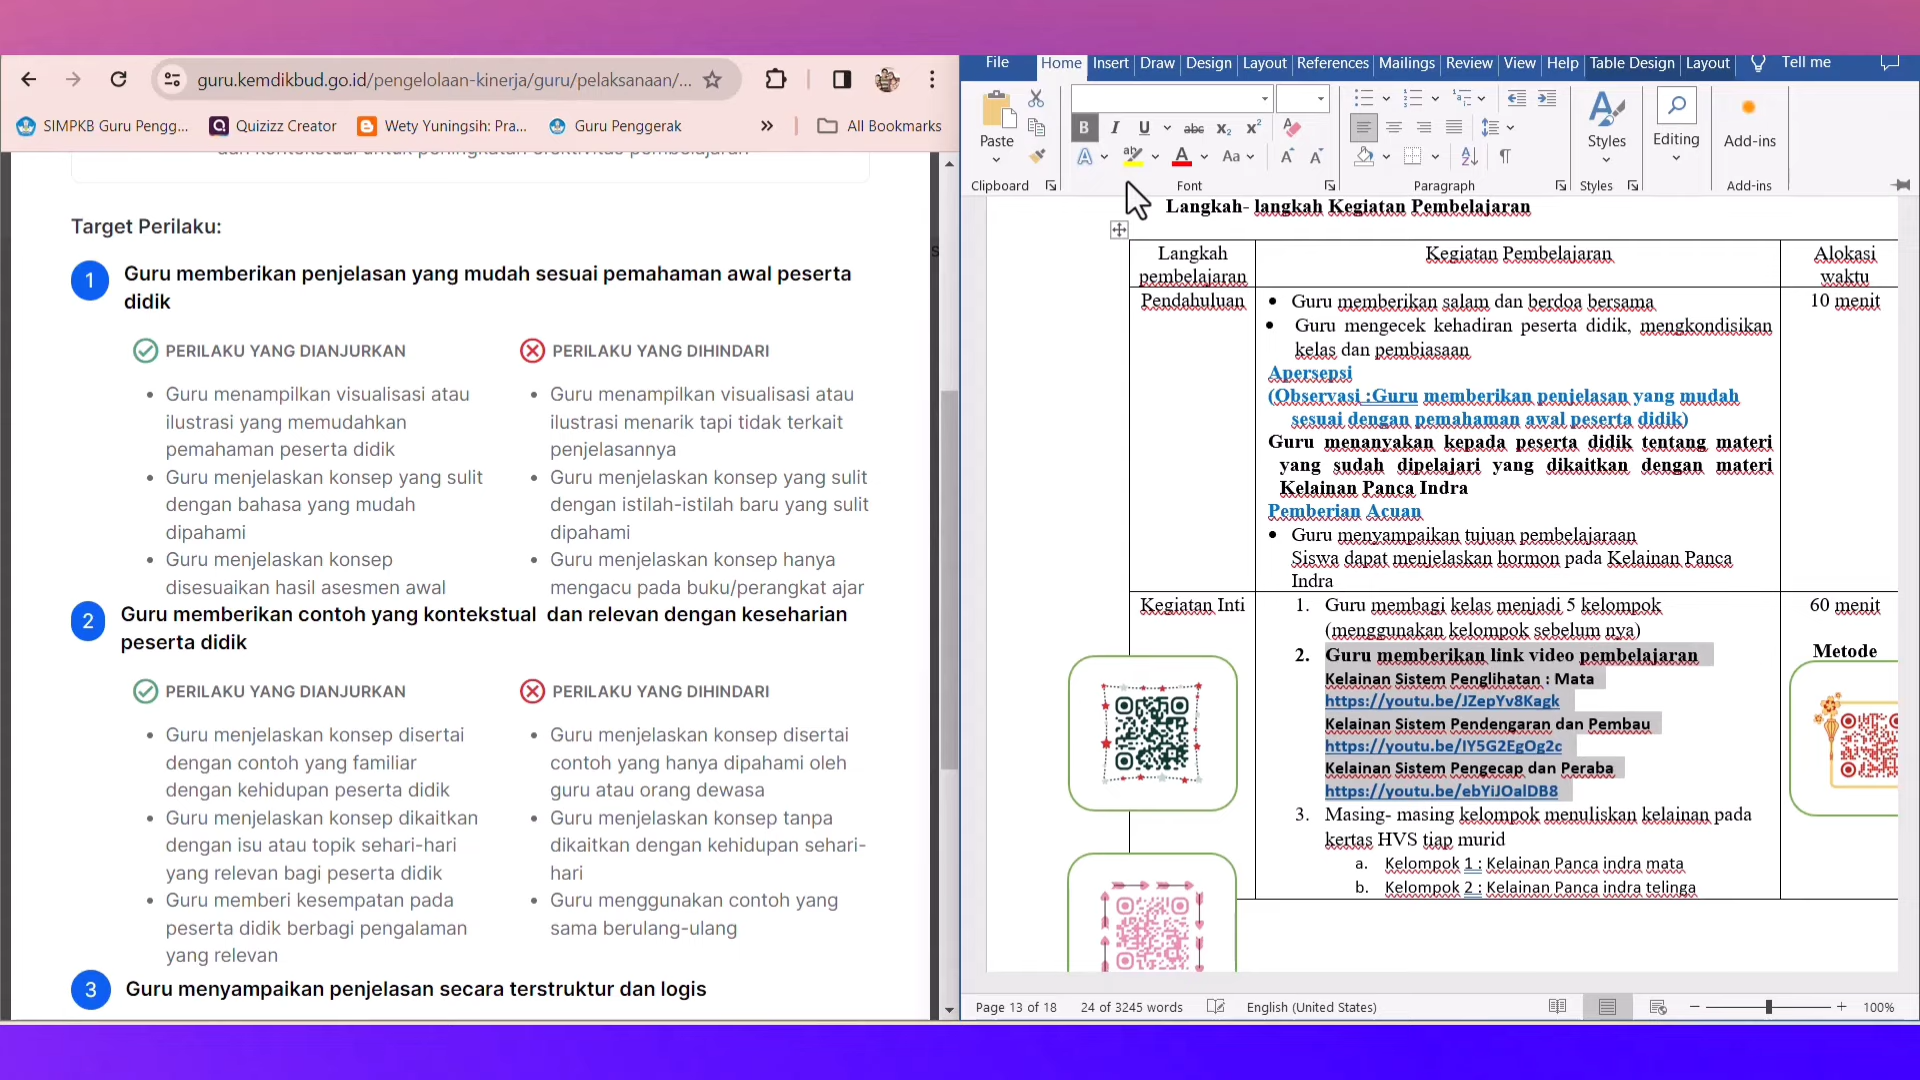 guru.kemdikbud.go.id/pengelolaan-kinerja/guru/pelaksanaan/...
SIMPKB Guru Pengg...
Quizizz Creator
Wety Yuningsih: Pra...
Guru Penggerak
»
All Bookmarks
Target Perilaku:
1
Guru memberikan penjelasan yang mudah sesuai pemahaman awal peserta
didik
PERILAKU YANG DIANJURKAN
• Guru menampilkan visualisasi atau
ilustrasi yang memudahkan
pemahaman peserta didik
• Guru menjelaskan konsep yang sulit
dengan bahasa yang mudah
dipahami
• Guru menjelaskan konsep
disesuaikan hasil asesmen awal
PERILAKU YANG DIHINDARI
• Guru menampilkan visualisasi atau
ilustrasi menarik tapi tidak terkait
penjelasannya
• Guru menjelaskan konsep yang sulit
dengan istilah-istilah baru yang sulit
dipahami
• Guru menjelaskan konsep hanya
mengacu pada buku/perangkat ajar
2
Guru memberikan contoh yang kontekstual dan relevan dengan keseharian
peserta didik
PERILAKU YANG DIANJURKAN
• Guru menjelaskan konsep disertai
dengan contoh yang familiar
dengan kehidupan peserta didik
• Guru menjelaskan konsep dikaitkan
dengan isu atau topik sehari-hari
yang relevan bagi peserta didik
• Guru memberi kesempatan pada
peserta didik berbagi pengalaman
yang relevan
PERILAKU YANG DIHINDARI
• Guru menjelaskan konsep disertai
contoh yang hanya dipahami oleh
guru atau orang dewasa
• Guru menjelaskan konsep tanpa
dikaitkan dengan kehidupan sehari-
hari
• Guru menggunakan contoh yang
sama berulang-ulang
3
Guru menyampaikan penjelasan secara terstruktur dan logis
File Home Insert Draw Design Layout References Mailings Review View Help Table Design Layout Tell me
Paste
Clipboard
B I U abc X₂ X²
A ab A Aa A A
Font
Paragraph
Styles
Styles
Editing
Add-ins
Add-ins
Langkah- langkah Kegiatan Pembelajaran
Langkah
pembelajaran
Kegiatan Pembelajaran
Alokasi
waktu
Pendahuluan
• Guru memberikan salam dan berdoa bersama
• Guru mengecek kehadiran peserta didik, mengkondisikan
kelas dan pembiasaan
Apersepsi
(Observasi :Guru memberikan penjelasan yang mudah
sesuai dengan pemahaman awal peserta didik)
Guru menanyakan kepada peserta didik tentang materi
yang sudah dipelajari yang dikaitkan dengan materi
Kelainan Panca Indra
Pemberian Acuan
• Guru menyampaikan tujuan pembelajaraan
Siswa dapat menjelaskan hormon pada Kelainan Panca
Indra
10 menit
Kegiatan Inti
1. Guru membagi kelas menjadi 5 kelompok
(menggunakan kelompok sebelum nya)
2. Guru memberikan link video pembelajaran
Kelainan Sistem Penglihatan : Mata
https://youtu.be/JZepYv8Kagk
Kelainan Sistem Pendengaran dan Pembau
https://youtu.be/IY5G2EgOg2c
Kelainan Sistem Pengecap dan Peraba
https://youtu.be/ebYiJOalDB8
3. Masing- masing kelompok menuliskan kelainan pada
kertas HVS tiap murid
a. Kelompok 1 : Kelainan Panca indra mata
b. Kelompok 2 : Kelainan Panca indra telinga
60 menit
Metode
Page 13 of 18
24 of 3245 words
English (United States)
100%